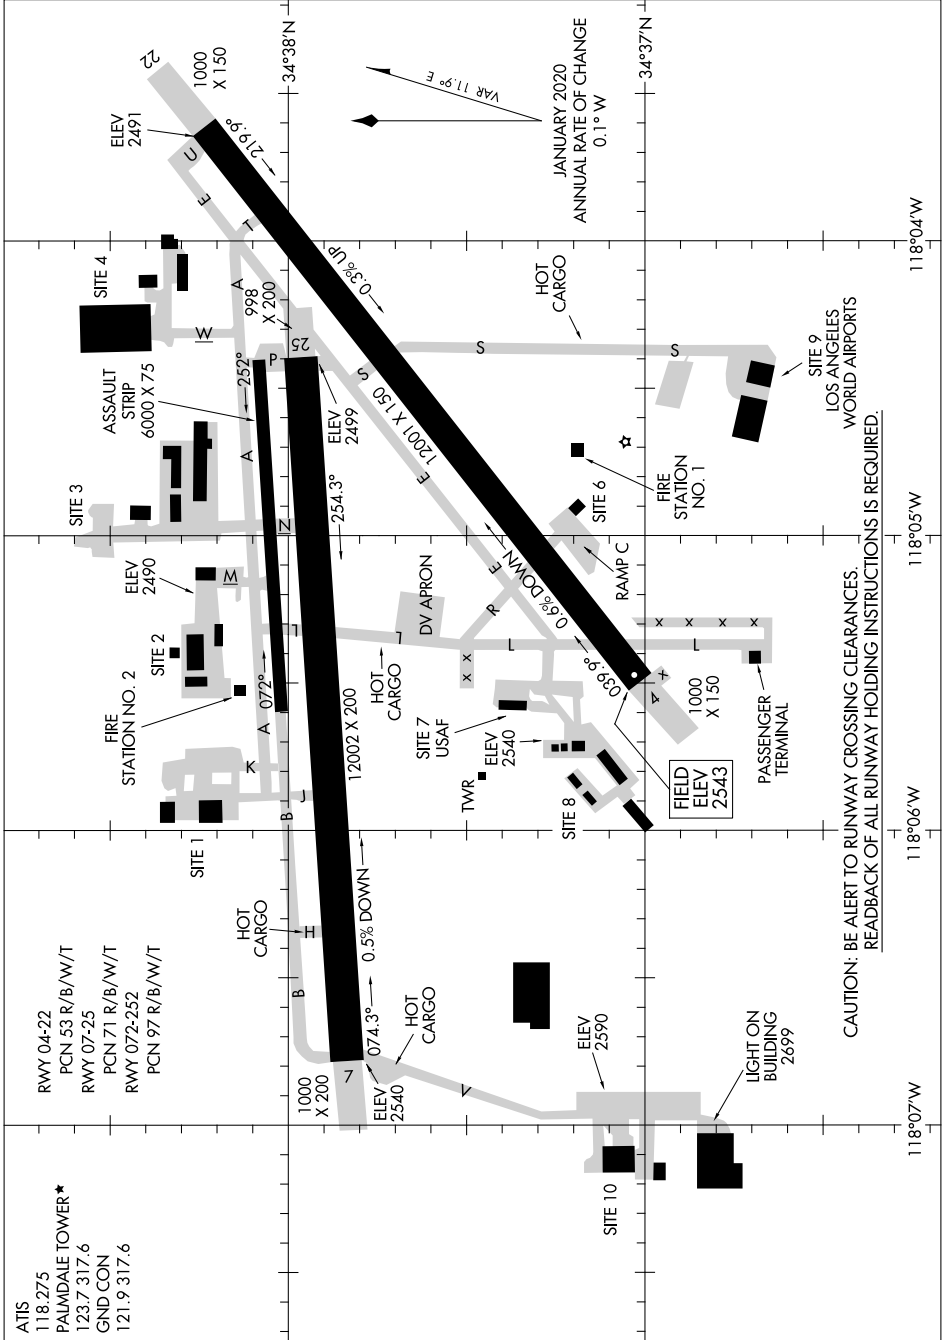 ATIS
118.275
PALMDALE TOWER★
123.7 317.6
GND CON
121.9 317.6
RWY 04-22
PCN 53 R/B/W/T
RWY 07-25
PCN 71 R/B/W/T
RWY 072-252
PCN 97 R/B/W/T
SITE 1
FIRE
STATION NO. 2
SITE 2
ELEV
2490
SITE 3
ASSAULT
STRIP
6000 X 75
SITE 4
ELEV
2491
22
1000
X 150
34°38'N
34°37'N
VAR 11.9° E
JANUARY 2020
ANNUAL RATE OF CHANGE
0.1° W
U
E
T
219.9°
A
W
998
X 200
25
P
252°
ELEV
2499
A
N
M
254.3°
L
072°
A
K
J
B
12002 X 200
HOT
CARGO
H
B
0.5% DOWN
074.3°
7
1000
X 200
ELEV
2540
HOT
CARGO
V
0.3% UP
12001 X 150
S
S
S
HOT
CARGO
E
E
R
0.6% DOWN
039.9°
4
x
1000
X 150
DV APRON
L
HOT
CARGO
x x
L
L
x x x x
SITE 7
USAF
ELEV
2540
TWR
SITE 8
FIELD
ELEV
2543
PASSENGER
TERMINAL
RAMP C
SITE 6
FIRE
STATION
NO. 1
SITE 9
LOS ANGELES
WORLD AIRPORTS
ELEV
2590
SITE 10
LIGHT ON
BUILDING
2699
CAUTION: BE ALERT TO RUNWAY CROSSING CLEARANCES.
READBACK OF ALL RUNWAY HOLDING INSTRUCTIONS IS REQUIRED.
118°07'W
118°06'W
118°05'W
118°04'W